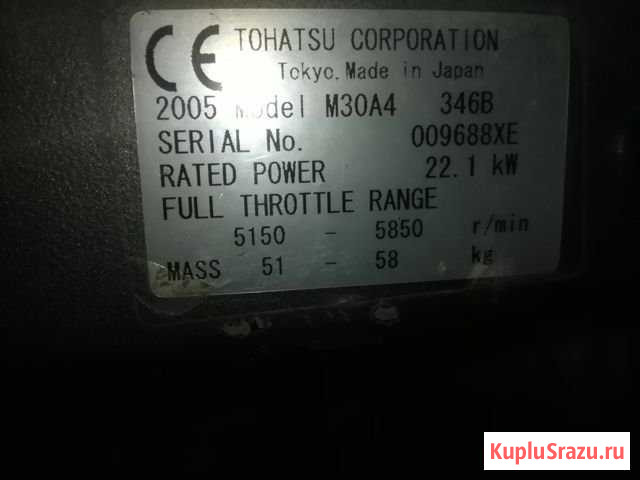 CE TOHATSU CORPORATION
Tokyo. Made in Japan
2005 Model M30A4 346B
SERIAL No. 009688XE
RATED POWER 22.1 kW
FULL THROTTLE RANGE
5150 - 5850 r/min
MASS 51 - 58 kg
KupluSrazu.ru